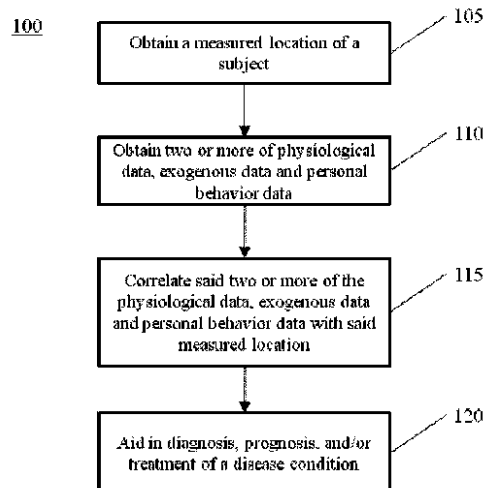 100
105
Obtain a measured location of a
subject
110
Obtain two or more of physiological
data, exogenous data and personal
behavior data
115
Correlate said two or more of the
physiological data, exogenous data
and personal behavior data with said
measured location
120
Aid in diagnosis, prognosis, and/or
treatment of a disease condition